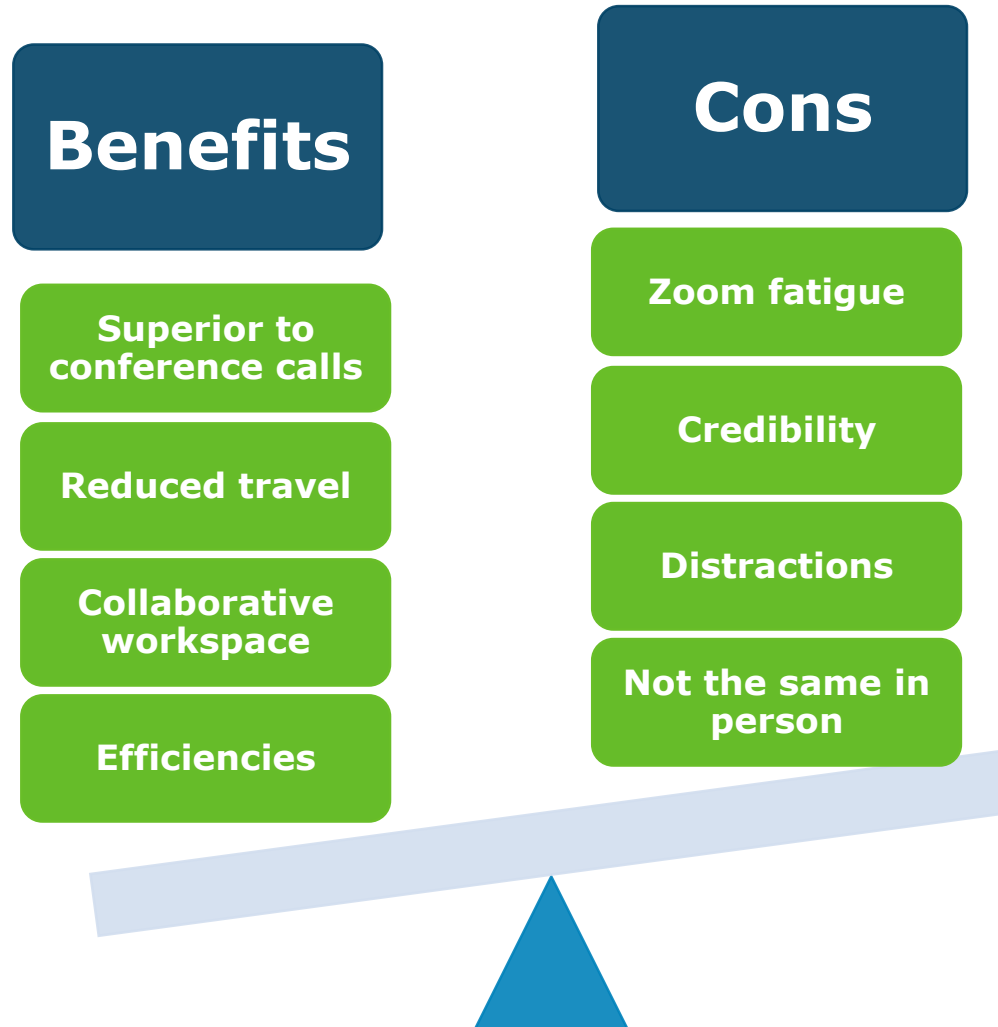 Benefits
Superior to
conference calls
Reduced travel
Collaborative
workspace
Efficiencies
Cons
Zoom fatigue
Credibility
Distractions
Not the same in
person